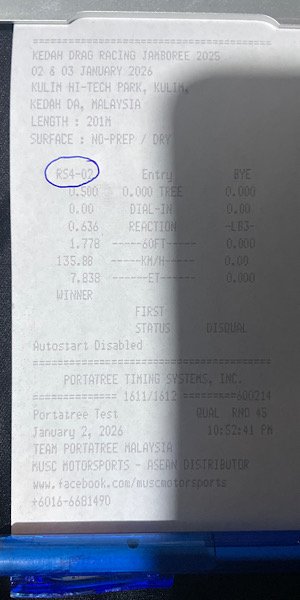 =====================================
KEDAH DRAG RACING JAMBOREE 2025
02 & 03 JANUARY 2026
KULIM HI-TECH PARK, KULIM,
KEDAH DA, MALAYSIA
LENGTH : 201M
SURFACE : NO-PREP / DRY
RS4-02 Entry BYE
0.500 0.000 TREE 0.000
0.00 DIAL-IN 0.00
0.636 REACTION -LB3-
1.778 -----60FT----- 0.000
135.88 -----KM/H----- 0.00
7.838 ------ET------ 0.000
WINNER
FIRST
STATUS DISQUAL
Autostart Disabled
=====================================
PORTATREE TIMING SYSTEMS, INC.
============= 1611/1612 =========600214
Portatree Test QUAL RND 45
January 2, 2026 10:52:41 PM
TEAM PORTATREE MALAYSIA
MUSC MOTORSPORTS - ASEAN DISTRIBUTOR
www.facebook.com/muscmotorsports
+6016-6681490